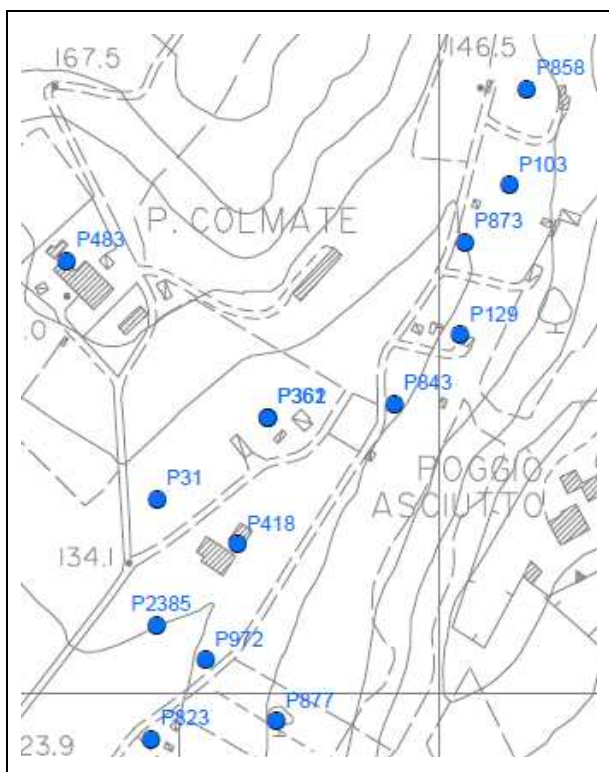 167.5
146.5
P858
P103
P. COLMATE
P873
P483
.0
P129
P843
POGGIO
ASCIUTTO
P31
P418
134.1
P2385
P972
P877
P823
23.9